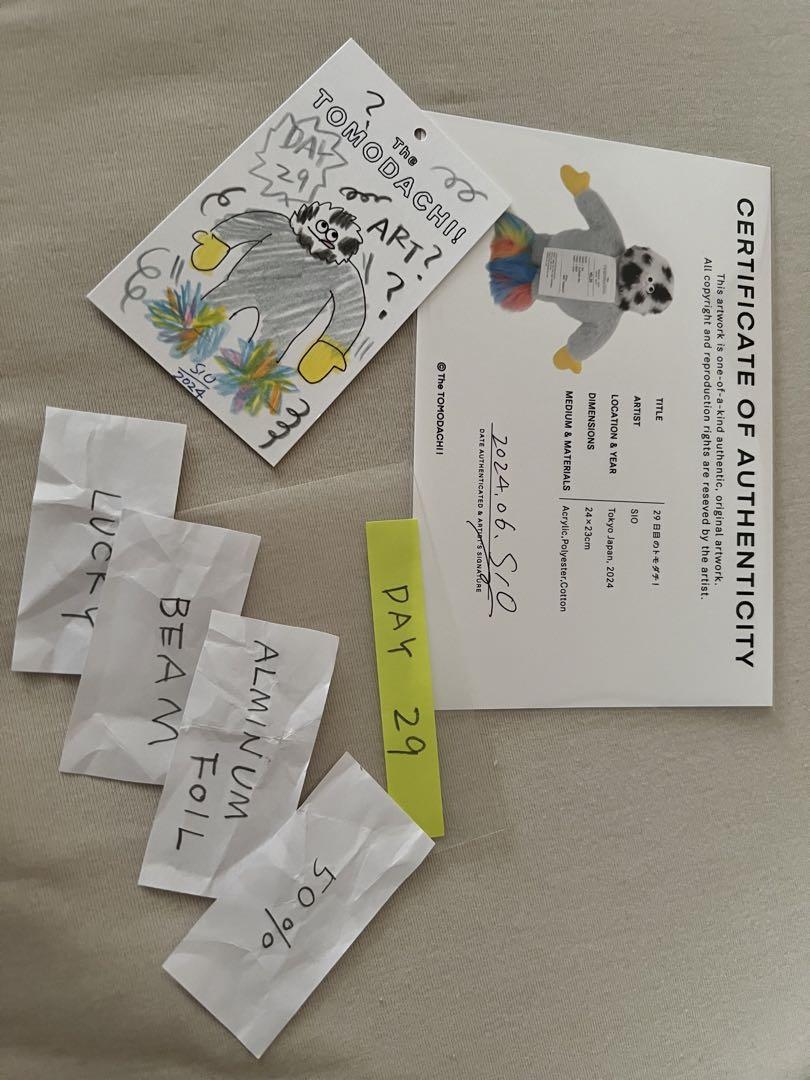 ?
The
TOMODACHI!
DAY
29
ART?
?
SIO
2024
CERTIFICATE OF AUTHENTICITY
This artwork is one-of-a-kind authentic, original artwork.
All copyright and reproduction rights are reseved by the artist.
TITLE 29日目のトモダチ!
ARTIST SIO
LOCATION & YEAR Tokyo Japan, 2024
DIMENSIONS 24×23cm
MEDIUM & MATERIALS Acrylic,Polyester,Cotton
2024.06. SIO
DATE AUTHENTICATED & ARTIST'S SIGNATURE
© The TOMODACHI!
DAY 29
LUCKY
BEAM
ALMINIUM
FOIL
50%